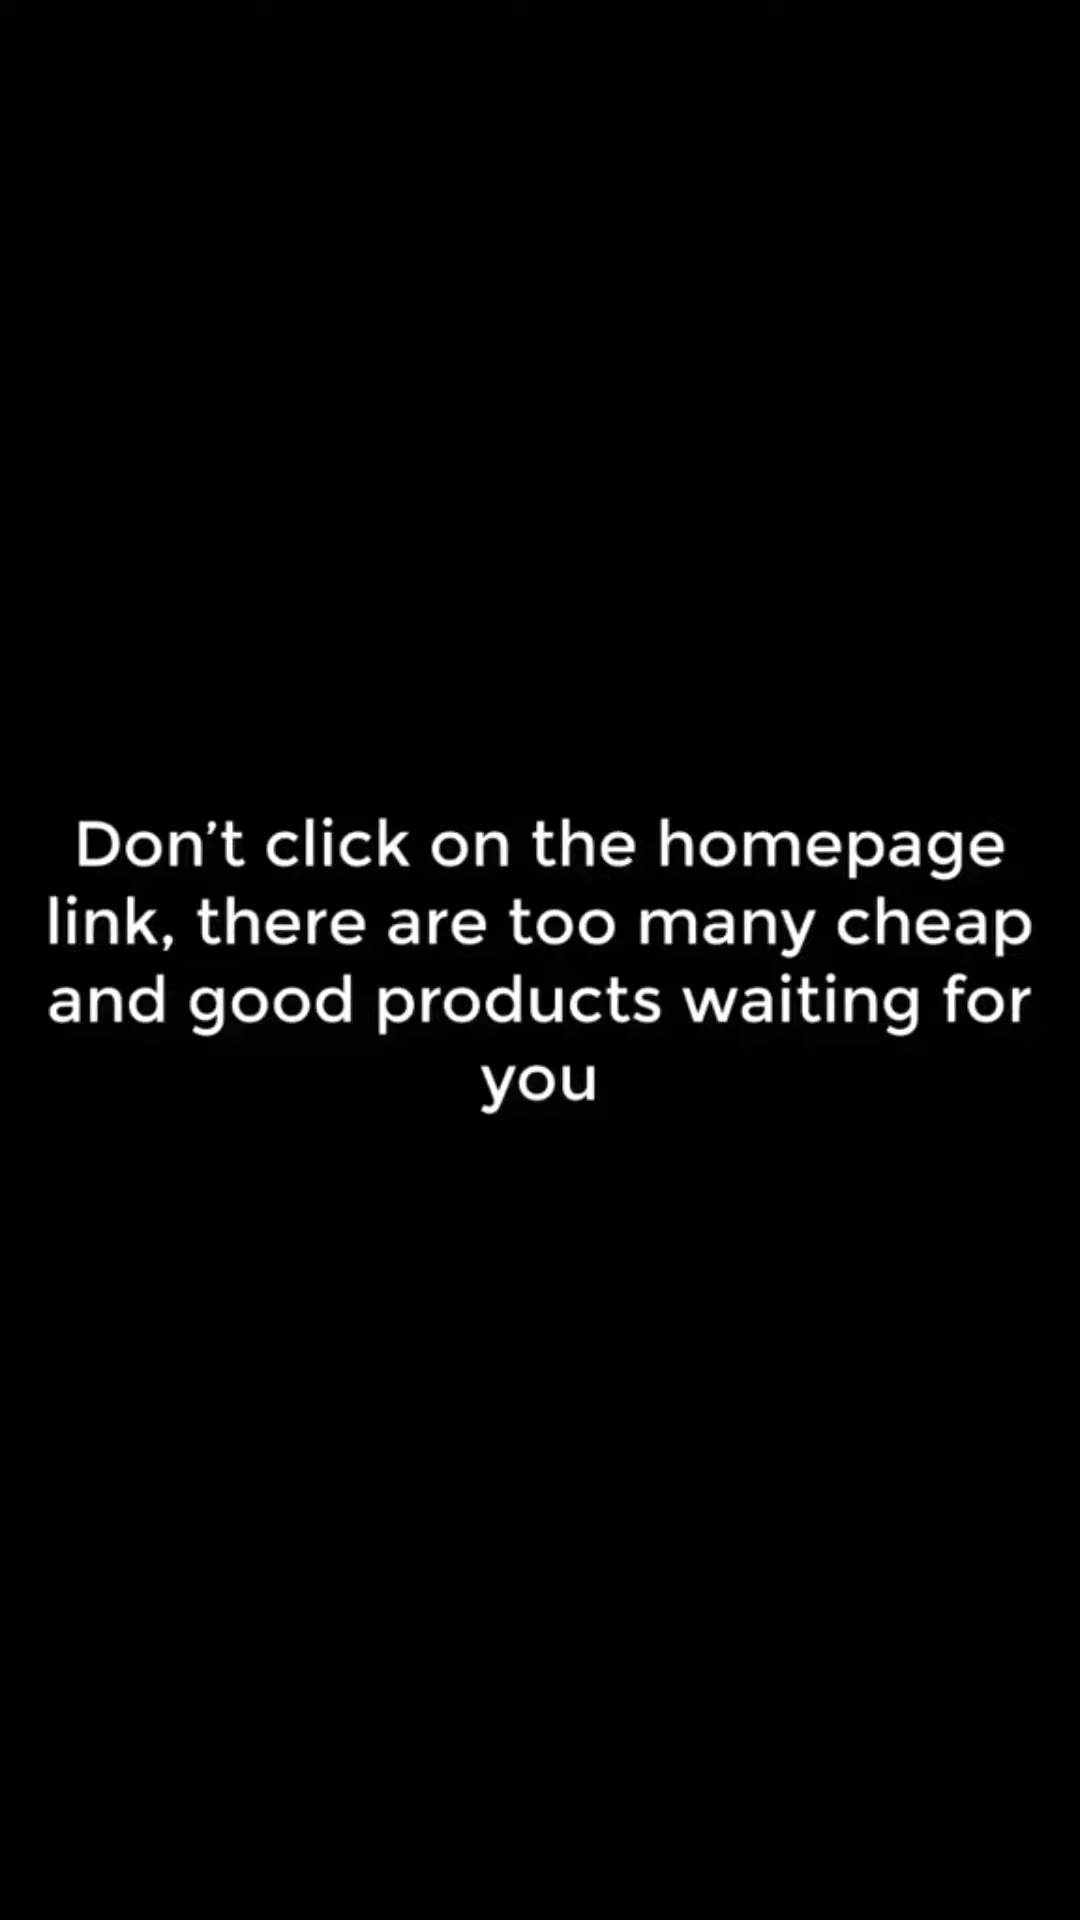 Don’t click on the homepage
link, there are too many cheap
and good products waiting for
you